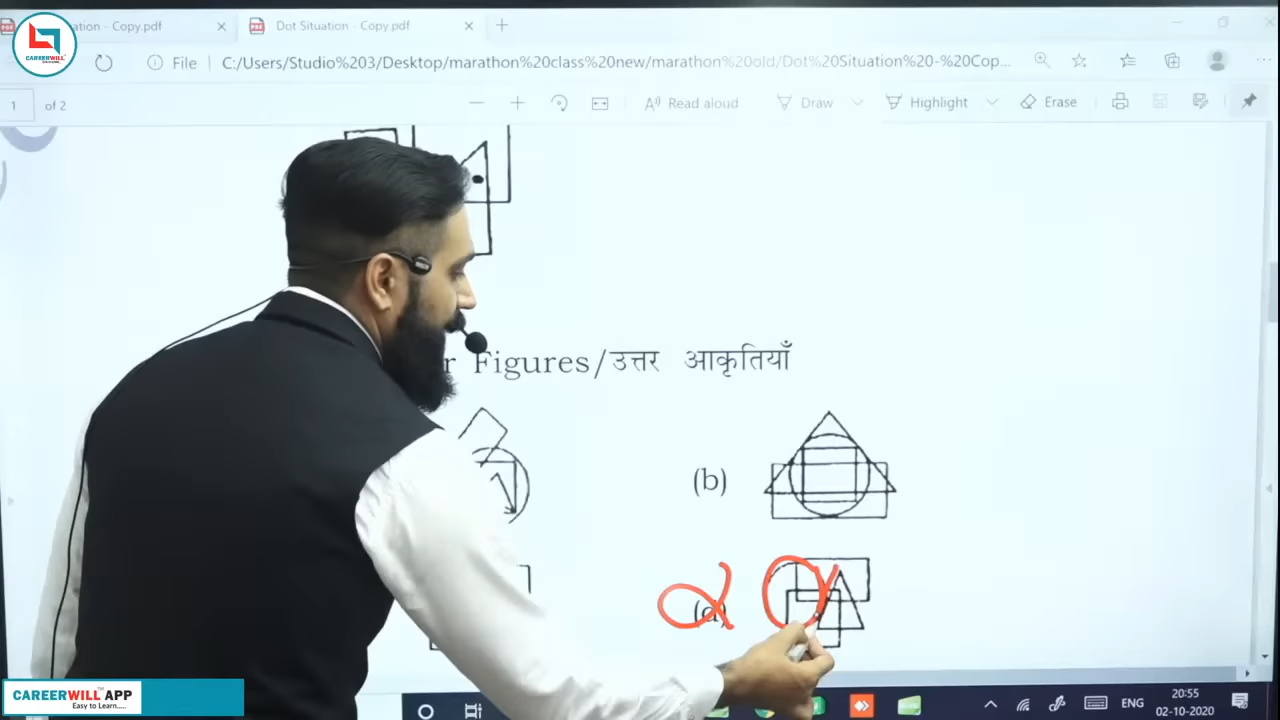 ation - Copy.pdf
Dot Situation - Copy.pdf
CAREERWILL
File
C:/Users/Studio%203/Desktop/marathon%20class%20new/marathon%20old/Dot%20Situation%20-%20Cop...
1
of 2
Read aloud
Draw
Highlight
Erase
r Figures/उत्तर आकृतियाँ
(b)
(d)
CAREERWILL APP
Easy to Learn.....
ENG
20:55
02-10-2020